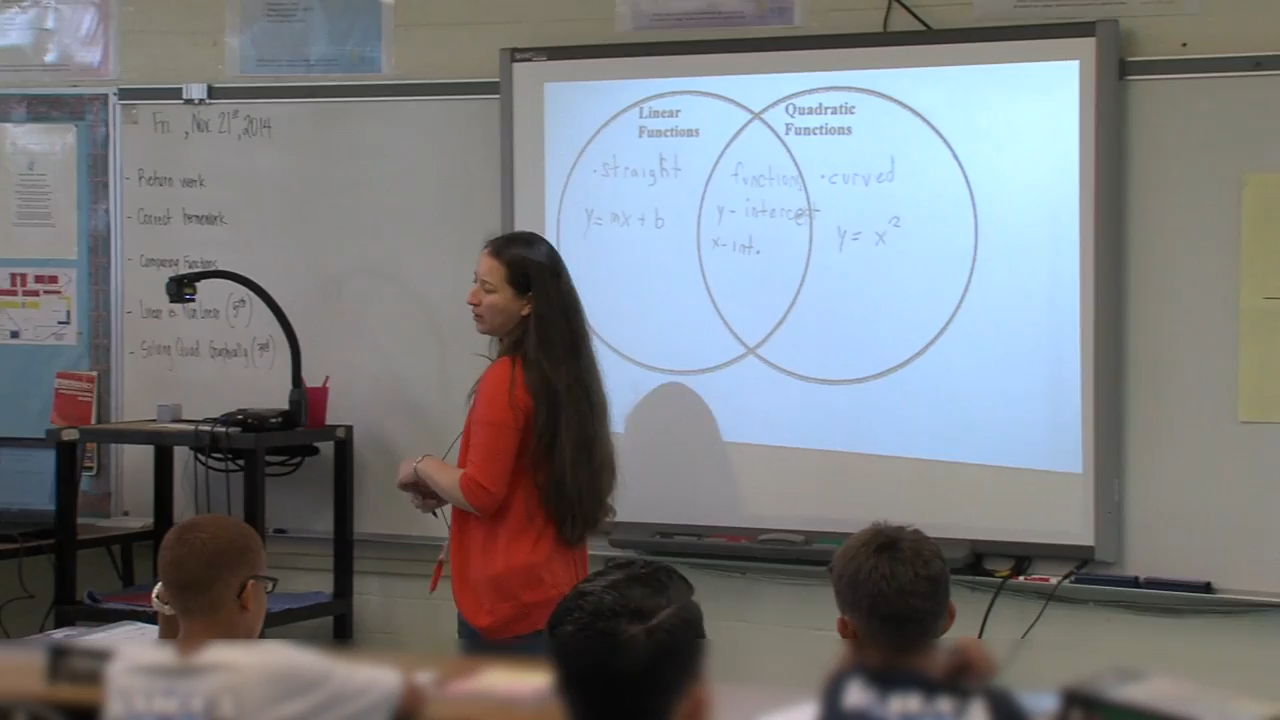 Fri., Nov. 21st, 2014
- Return work
- Correct homework
- Comparing Functions
- Linear vs. Non Linear (5th)
- Solving Quad. Graphically (3rd)
Linear
Functions
· straight
y = mx + b
functions
y - intercept
x - int.
Quadratic
Functions
· curved
y = x²